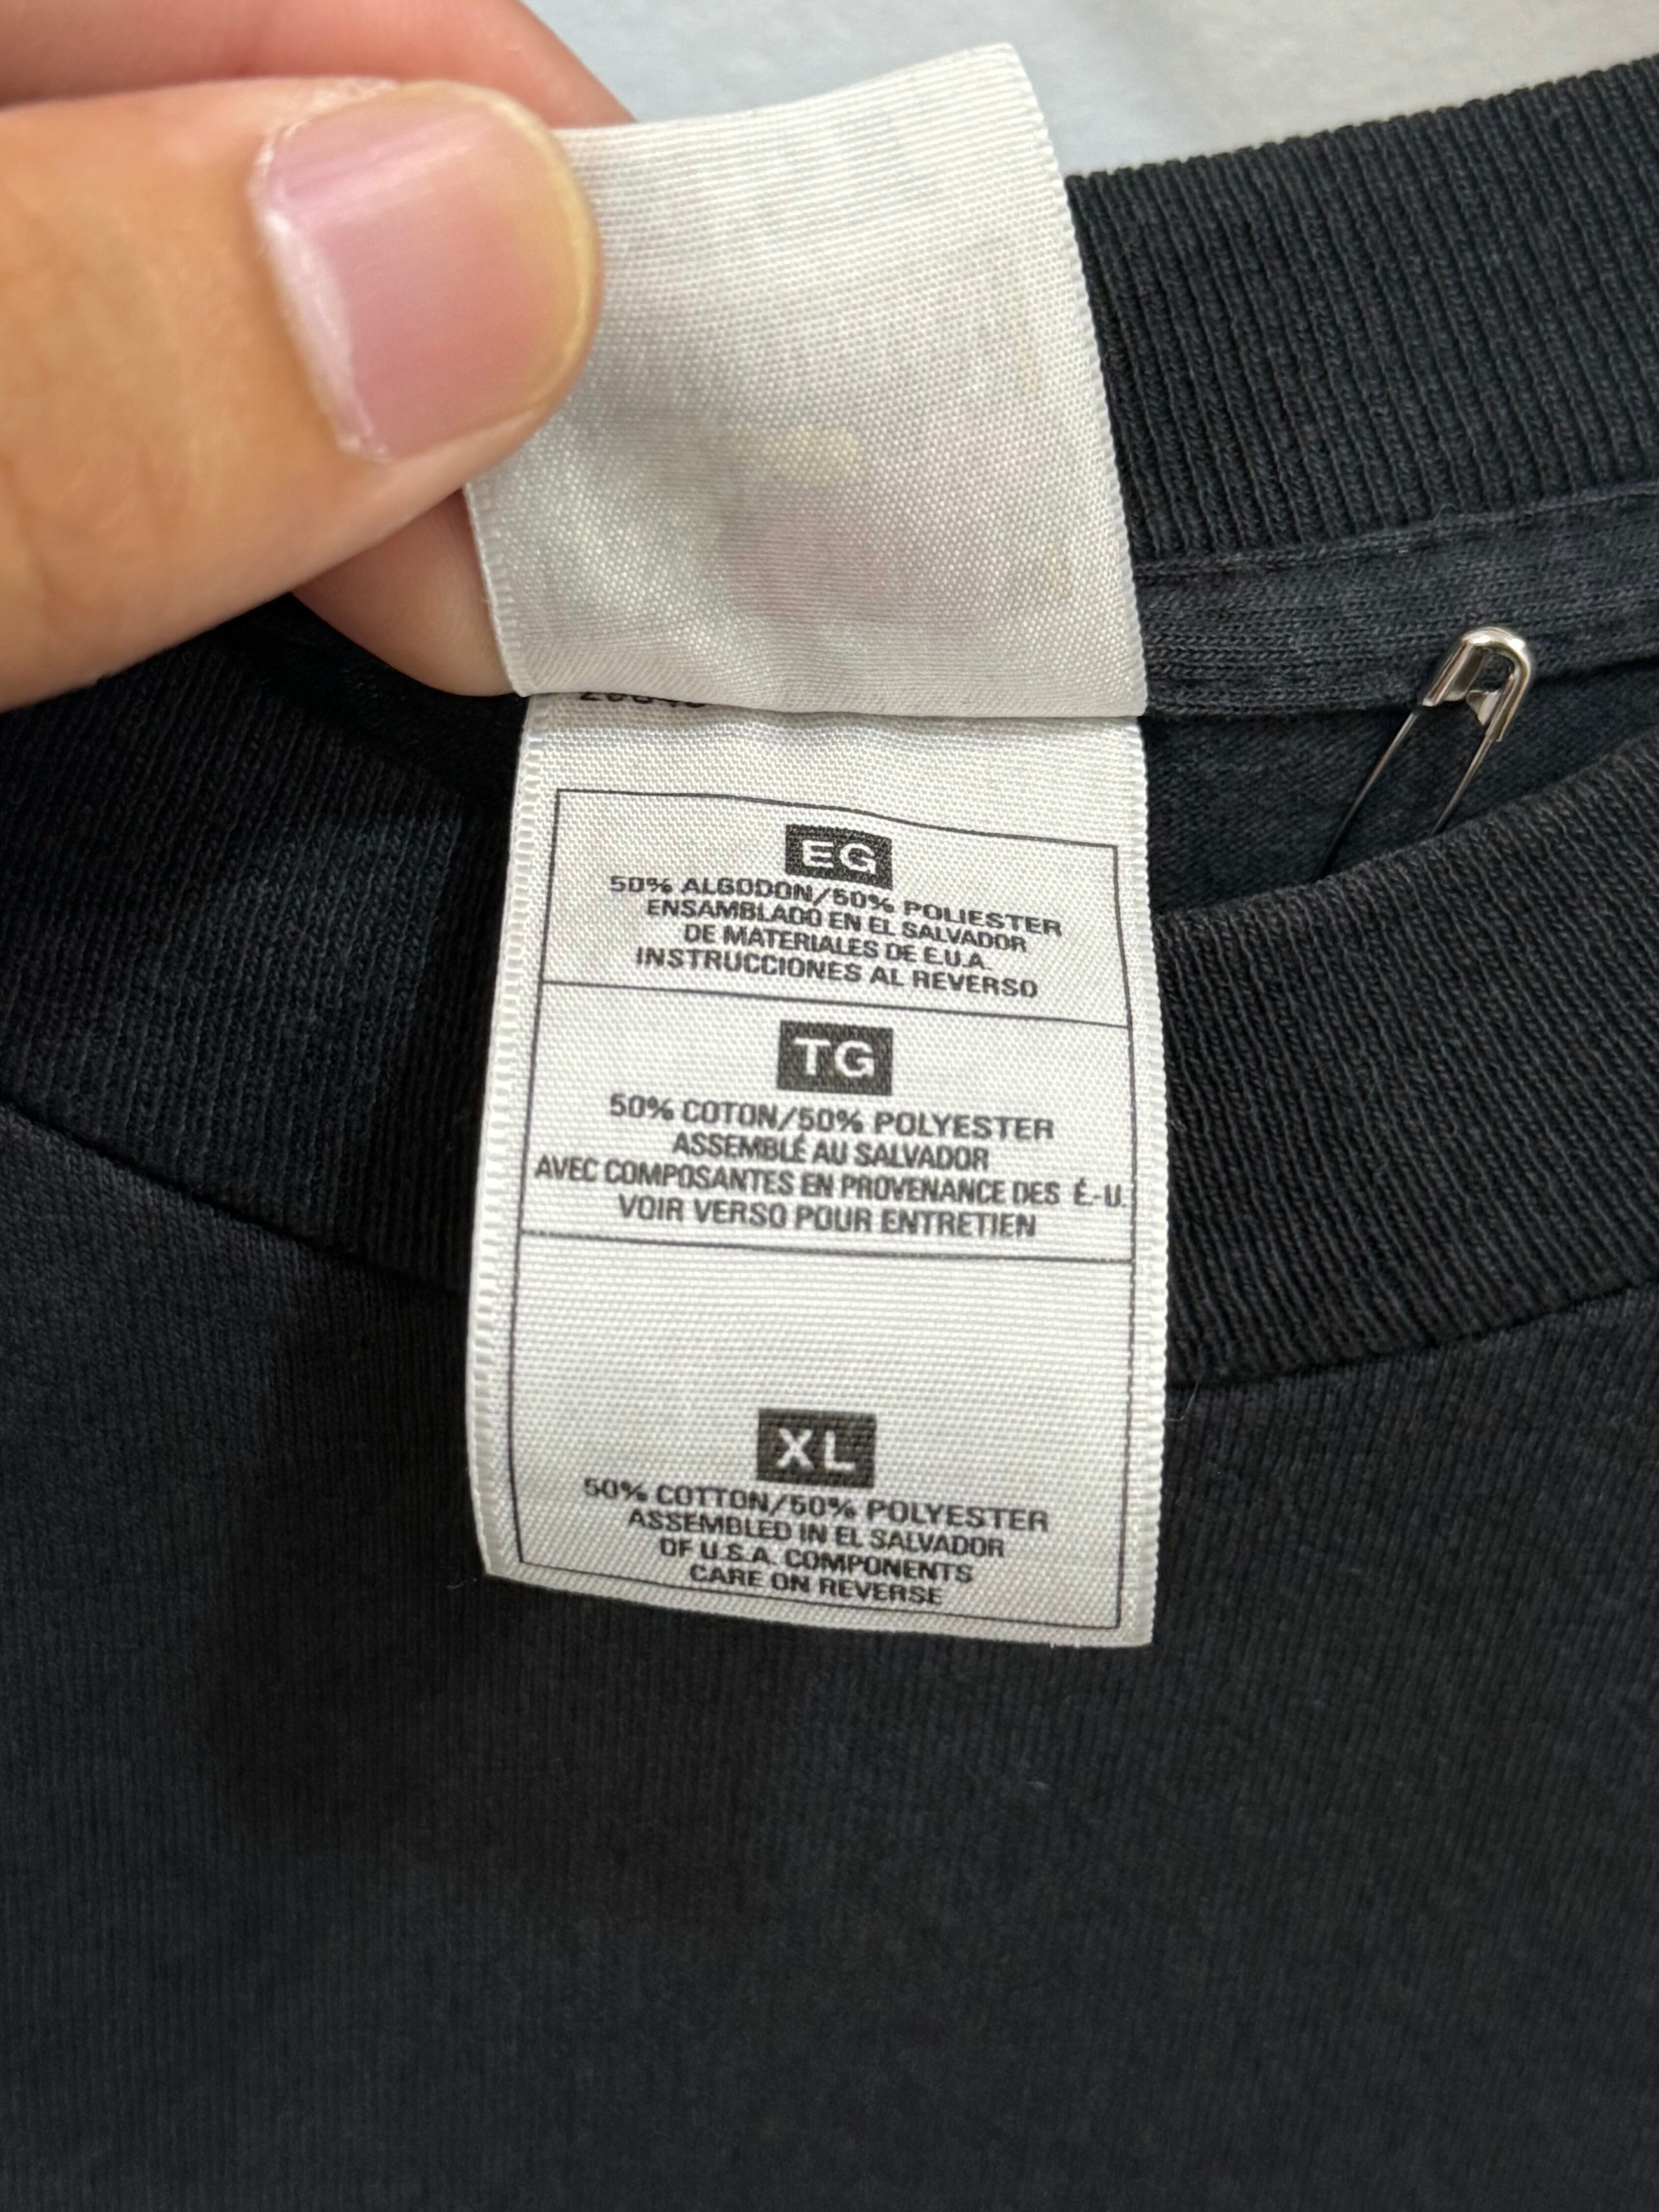 EG
50% ALGODON/50% POLIESTER
ENSAMBLADO EN EL SALVADOR
DE MATERIALES DE E.U.A.
INSTRUCCIONES AL REVERSO
TG
50% COTON/50% POLYESTER
ASSEMBLÉ AU SALVADOR
AVEC COMPOSANTES EN PROVENANCE DES É.-U.
VOIR VERSO POUR ENTRETIEN
XL
50% COTTON/50% POLYESTER
ASSEMBLED IN EL SALVADOR
OF U.S.A. COMPONENTS
CARE ON REVERSE